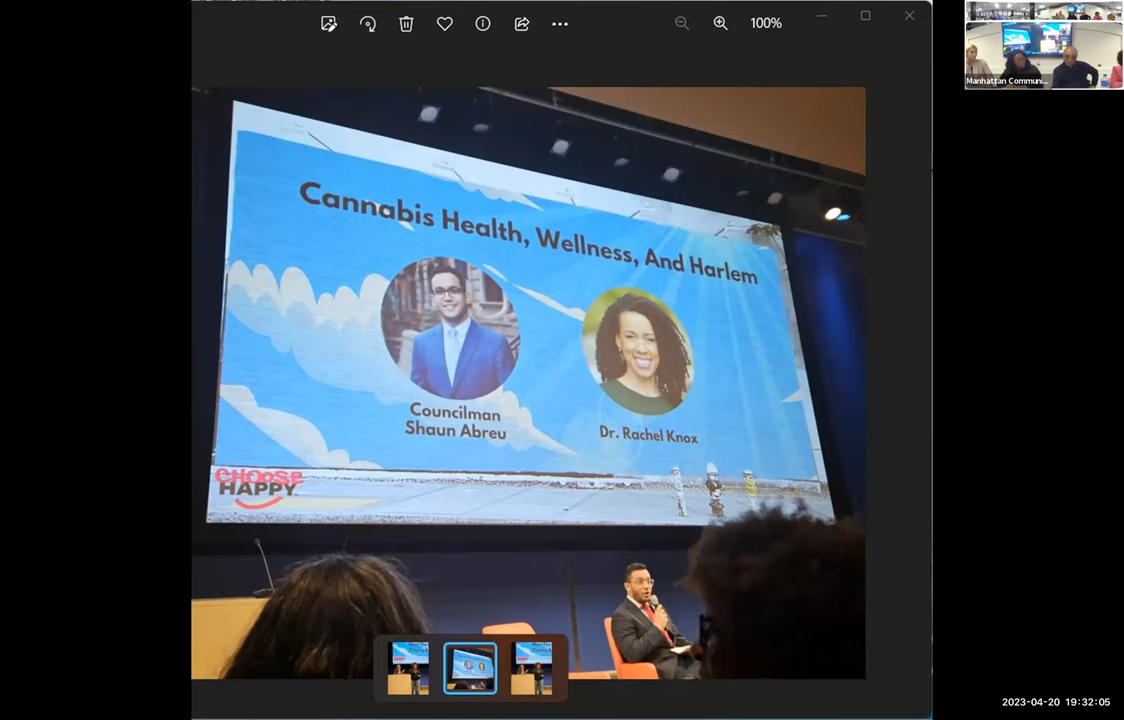 100%
Manhattan Communi...
Cannabis Health, Wellness, And Harlem
Councilman
Shaun Abreu
Dr. Rachel Knox
CHOOSE
HAPPY
2023-04-20 19:32:05